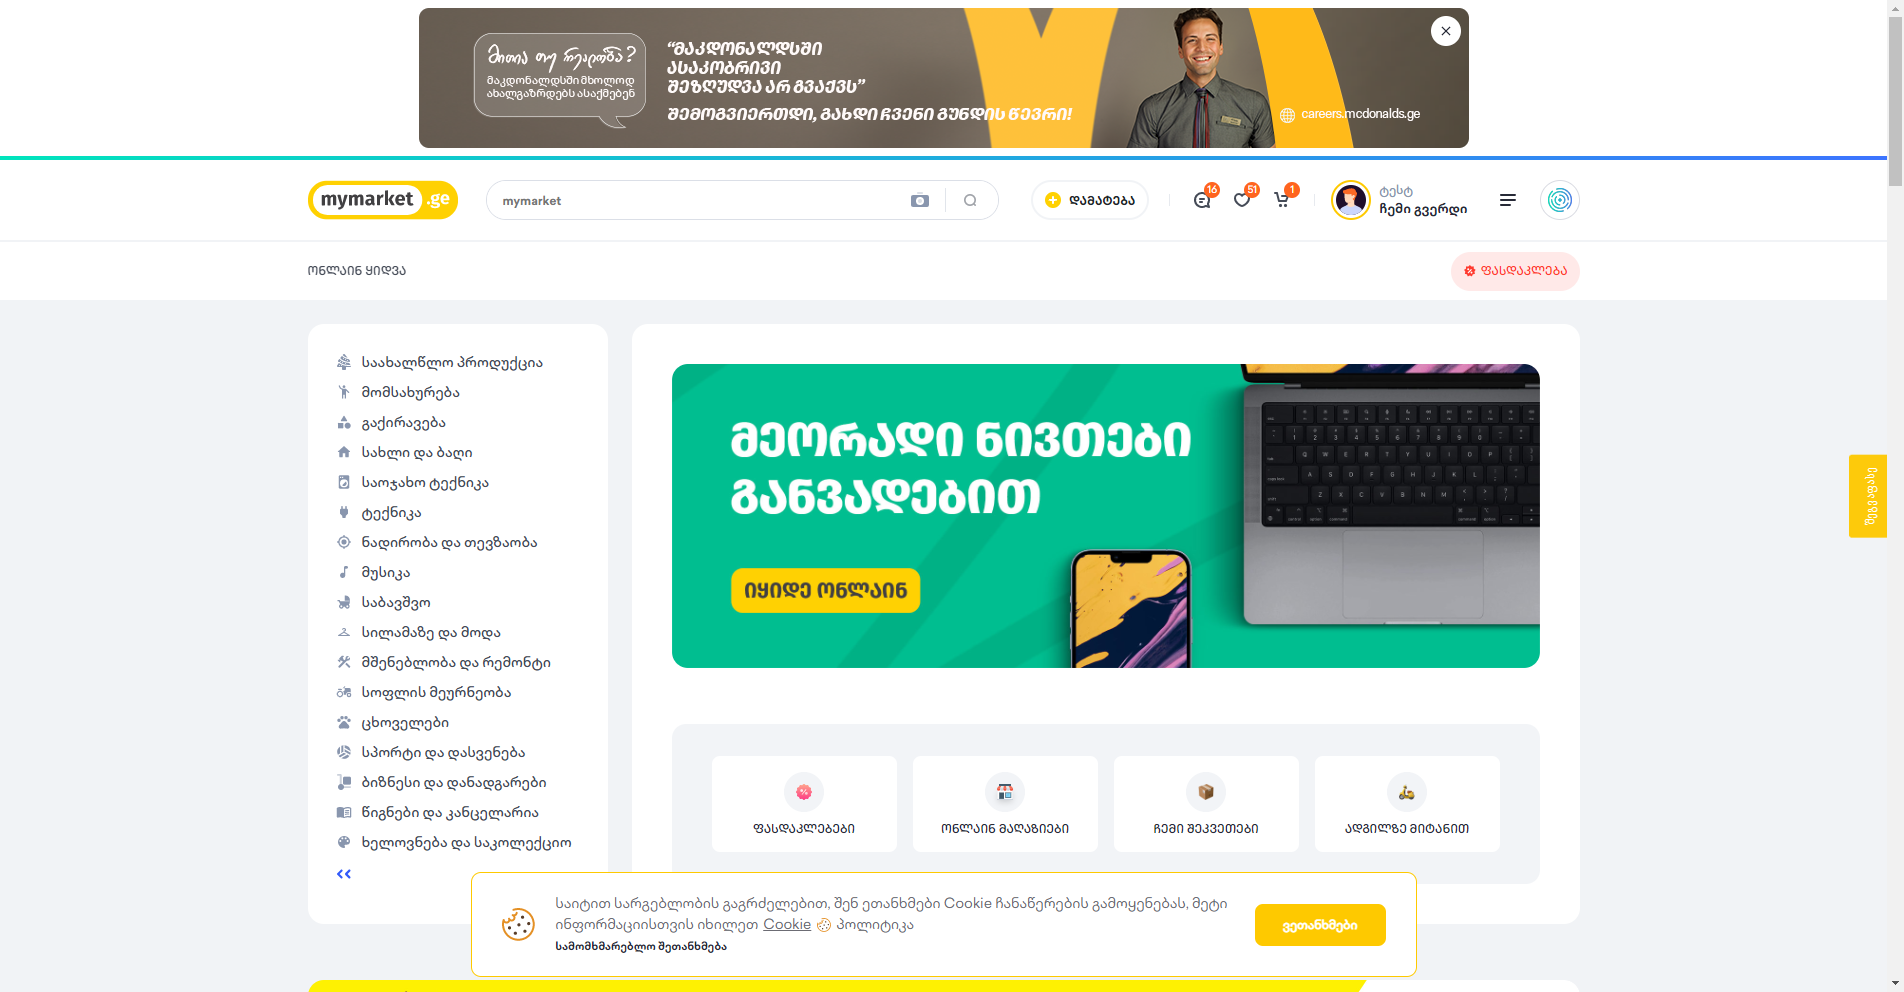 მითია თუ რეალობა?
მაკდონალდსში მხოლოდ
ახალგაზრდებს ასაქმებენ
“მაკდონალდსში
ასაკობრივი
შეზღუდვა არ გვაქვს”
შემოგვიერთდი, გახდი ჩვენი გუნდის წევრი!
careers.mcdonalds.ge
mymarket.ge
mymarket
დამატება
16
51
1
ტესტ
ჩემი გვერდი
ონლაინ ყიდვა
ფასდაკლება
საახალწლო პროდუქცია
მომსახურება
გაქირავება
სახლი და ბაღი
საოჯახო ტექნიკა
ტექნიკა
ნადირობა და თევზაობა
მუსიკა
საბავშვო
სილამაზე და მოდა
მშენებლობა და რემონტი
სოფლის მეურნეობა
ცხოველები
სპორტი და დასვენება
ბიზნესი და დანადგარები
წიგნები და კანცელარია
ხელოვნება და საკოლექციო
მეორადი ნივთები
განვადებით
იყიდე ონლაინ
შეაფასე
ფასდაკლებები
ონლაინ მაღაზიები
ჩემი შეკვეთები
ადგილზე მიტანით
საიტით სარგებლობის გაგრძელებით, შენ ეთანხმები Cookie ჩანაწერების გამოყენებას, მეტი
ინფორმაციისთვის იხილეთ Cookie პოლიტიკა
სამომხმარებლო შეთანხმება
ვეთანხმები